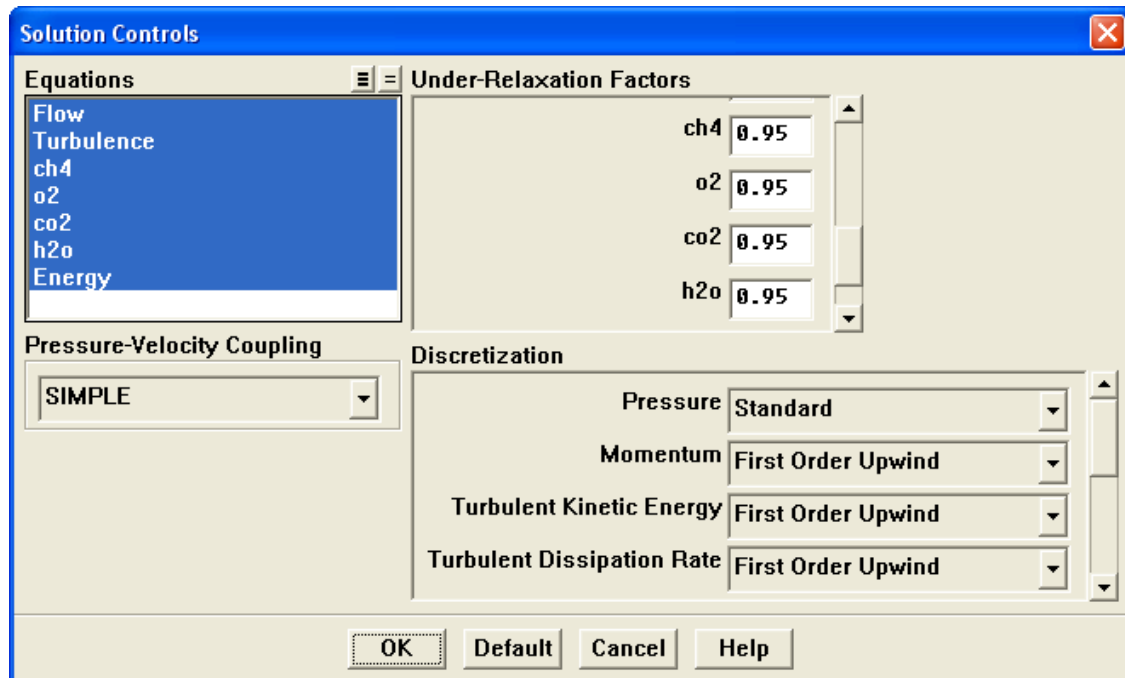 Solution Controls
Equations
Flow
Turbulence
ch4
o2
co2
h2o
Energy
Under-Relaxation Factors
ch4 0.95
o2 0.95
co2 0.95
h2o 0.95
Pressure-Velocity Coupling
SIMPLE
Discretization
Pressure Standard
Momentum First Order Upwind
Turbulent Kinetic Energy First Order Upwind
Turbulent Dissipation Rate First Order Upwind
OK Default Cancel Help